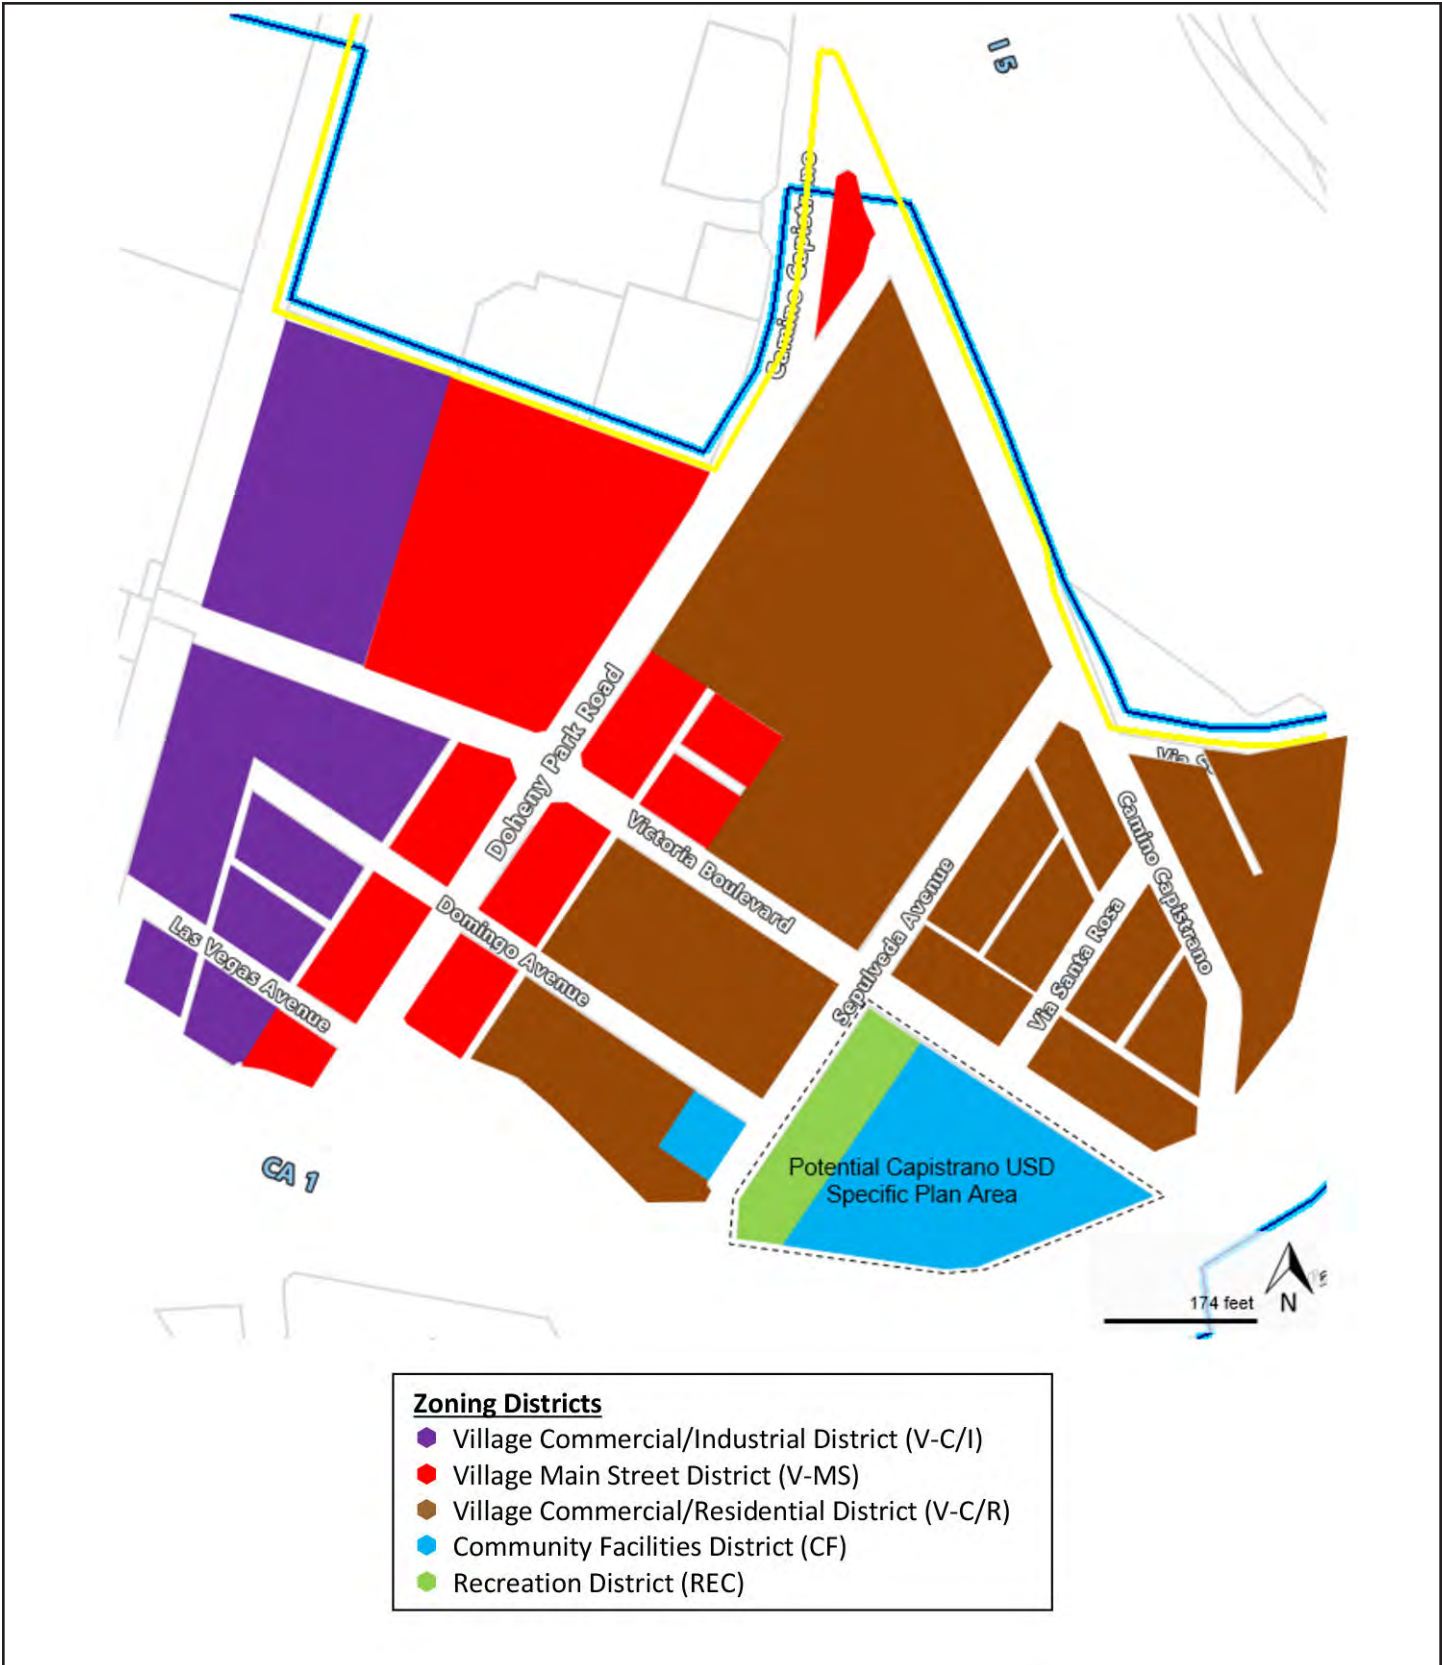 I 5
Camino Capistrano
Doheny Park Road
Victoria Boulevard
Via S
Camino Capistrano
Sepulveda Avenue
Domingo Avenue
Via Santa Rosa
Las Vegas Avenue
CA 1
Potential Capistrano USD
Specific Plan Area
174 feet
N
Zoning Districts
Village Commercial/Industrial District (V-C/I)
Village Main Street District (V-MS)
Village Commercial/Residential District (V-C/R)
Community Facilities District (CF)
Recreation District (REC)